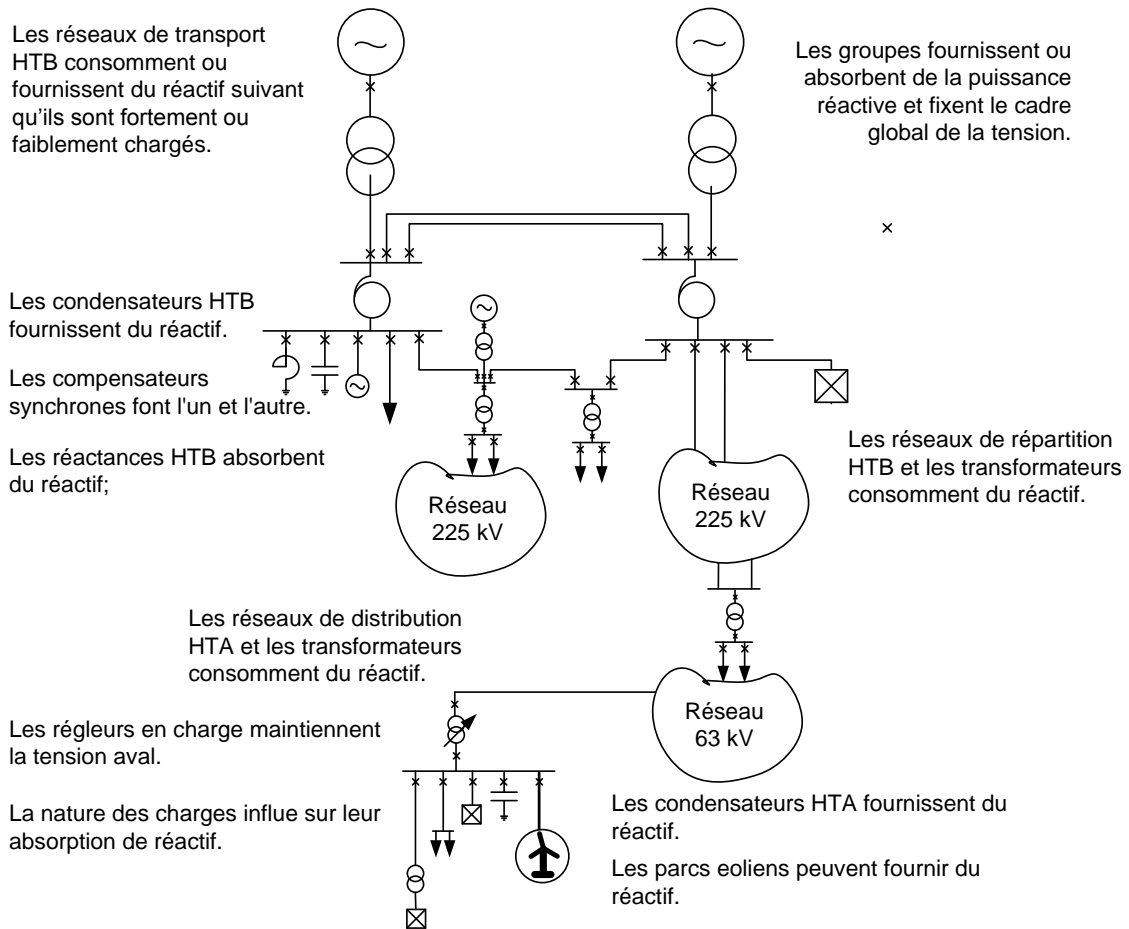 Les réseaux de transport
HTB consomment ou
fournissent du réactif suivant
qu'ils sont fortement ou
faiblement chargés.
Les groupes fournissent ou
absorbent de la puissance
réactive et fixent le cadre
global de la tension.
Les condensateurs HTB
fournissent du réactif.
Les compensateurs
synchrones font l'un et l'autre.
Les réactances HTB absorbent
du réactif;
Les réseaux de répartition
HTB et les transformateurs
consomment du réactif.
Réseau
225 kV
Réseau
225 kV
Les réseaux de distribution
HTA et les transformateurs
consomment du réactif.
Réseau
63 kV
Les régleurs en charge maintiennent
la tension aval.
La nature des charges influe sur leur
absorption de réactif.
Les condensateurs HTA fournissent du
réactif.
Les parcs eoliens peuvent fournir du
réactif.